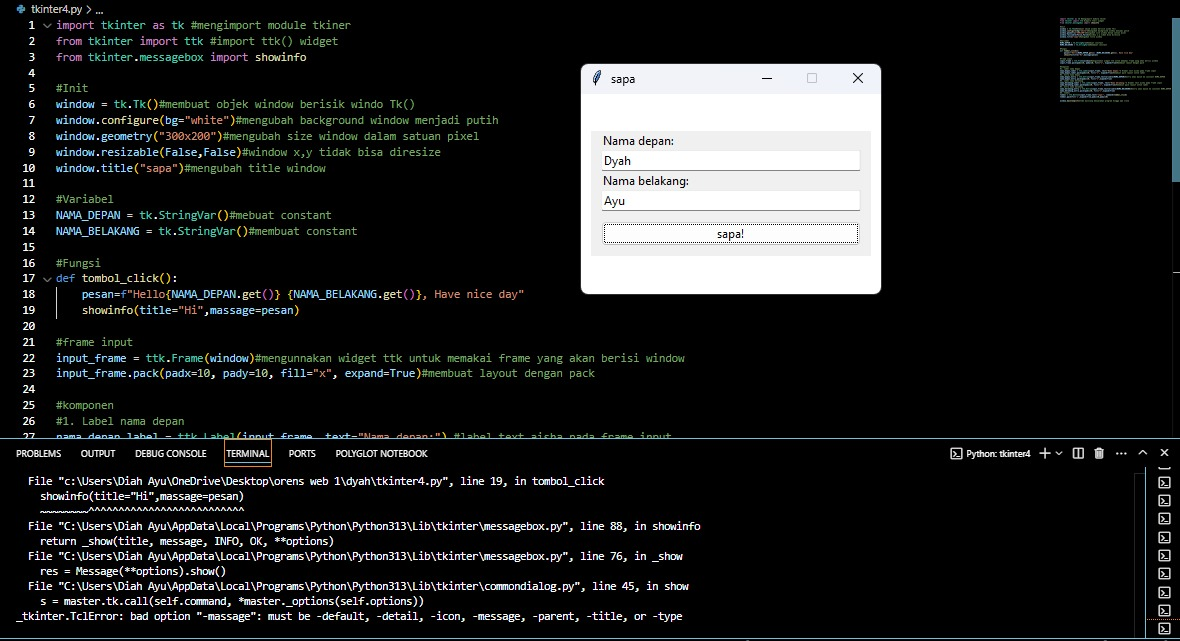 tkinter4.py > ...
1 import tkinter as tk #mengimport module tkiner
2 from tkinter import ttk #import ttk() widget
3 from tkinter.messagebox import showinfo
4
5 #Init
6 window = tk.Tk()#membuat objek window berisik windo Tk()
7 window.configure(bg="white")#mengubah background window menjadi putih
8 window.geometry("300x200")#mengubah size window dalam satuan pixel
9 window.resizable(False,False)#window x,y tidak bisa diresize
10 window.title("sapa")#mengubah title window
11
12 #Variabel
13 NAMA_DEPAN = tk.StringVar()#mebuat constant
14 NAMA_BELAKANG = tk.StringVar()#membuat constant
15
16 #Fungsi
17 def tombol_click():
18 pesan=f"Hello{NAMA_DEPAN.get()} {NAMA_BELAKANG.get()}, Have nice day"
19 showinfo(title="Hi",massage=pesan)
20
21 #frame input
22 input_frame = ttk.Frame(window)#mengunnakan widget ttk untuk memakai frame yang akan berisi window
23 input_frame.pack(padx=10, pady=10, fill="x", expand=True)#membuat layout dengan pack
24
25 #komponen
26 #1. Label nama depan
27 nama_depan_label = ttk.Label(input_frame, text="Nama depan:") #label text aisha pada frame input
sapa
Nama depan:
Dyah
Nama belakang:
Ayu
sapa!
PROBLEMS OUTPUT DEBUG CONSOLE TERMINAL PORTS POLYGLOT NOTEBOOK
Python: tkinter4
File "c:\Users\Diah Ayu\OneDrive\Desktop\orens web 1\dyah\tkinter4.py", line 19, in tombol_click
showinfo(title="Hi",massage=pesan)
~~~~~~~~^^^^^^^^^^^^^^^^^^^^^^^^^^
File "C:\Users\Diah Ayu\AppData\Local\Programs\Python\Python313\Lib\tkinter\messagebox.py", line 88, in showinfo
return _show(title, message, INFO, OK, **options)
File "C:\Users\Diah Ayu\AppData\Local\Programs\Python\Python313\Lib\tkinter\messagebox.py", line 76, in _show
res = Message(**options).show()
File "C:\Users\Diah Ayu\AppData\Local\Programs\Python\Python313\Lib\tkinter\commondialog.py", line 45, in show
s = master.tk.call(self.command, *master._options(self.options))
_tkinter.TclError: bad option "-massage": must be -default, -detail, -icon, -message, -parent, -title, or -type